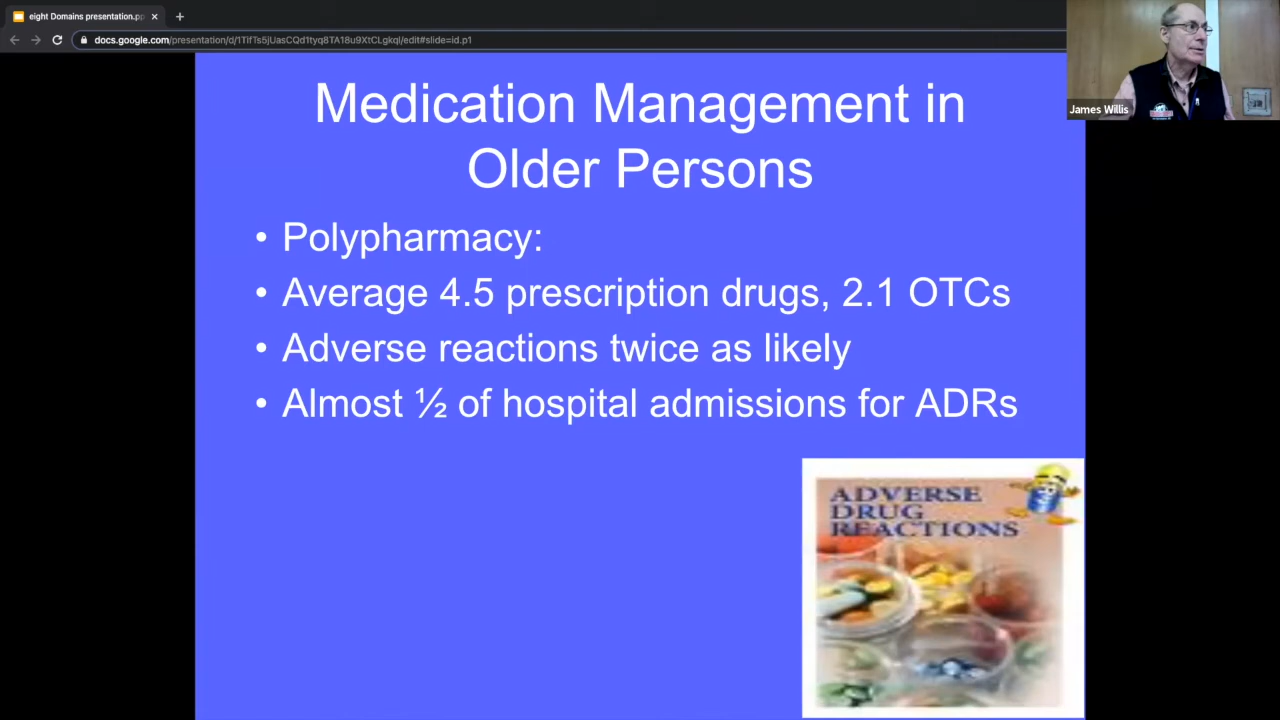 eight Domains presentation.pp
docs.google.com/presentation/d/1TifTs5jUasCQd1tyq8TA18u9XtCLgkql/edit#slide=id.p1
James Willis
Medication Management in
Older Persons
• Polypharmacy:
• Average 4.5 prescription drugs, 2.1 OTCs
• Adverse reactions twice as likely
• Almost ½ of hospital admissions for ADRs
ADVERSE
DRUG
REACTIONS